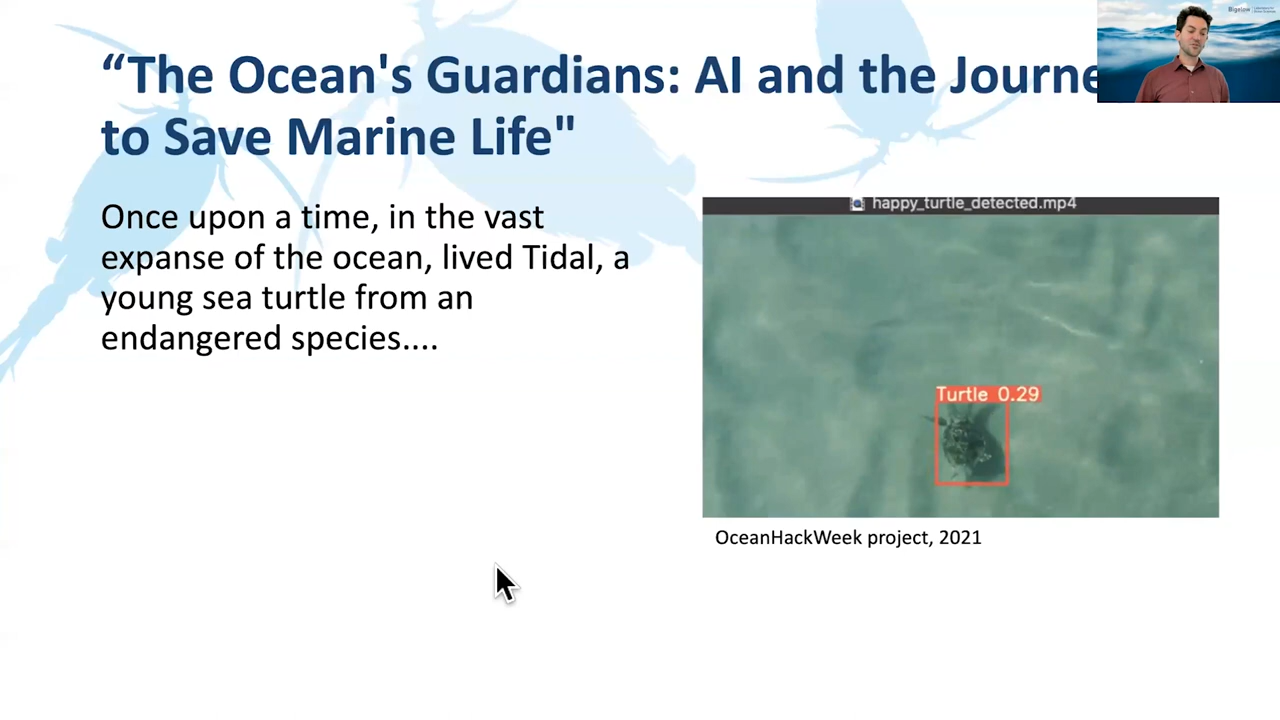 “The Ocean's Guardians: AI and the Journe
to Save Marine Life"
Once upon a time, in the vast
expanse of the ocean, lived Tidal, a
young sea turtle from an
endangered species....
happy_turtle_detected.mp4
Turtle 0.29
OceanHackWeek project, 2021
Bigelow